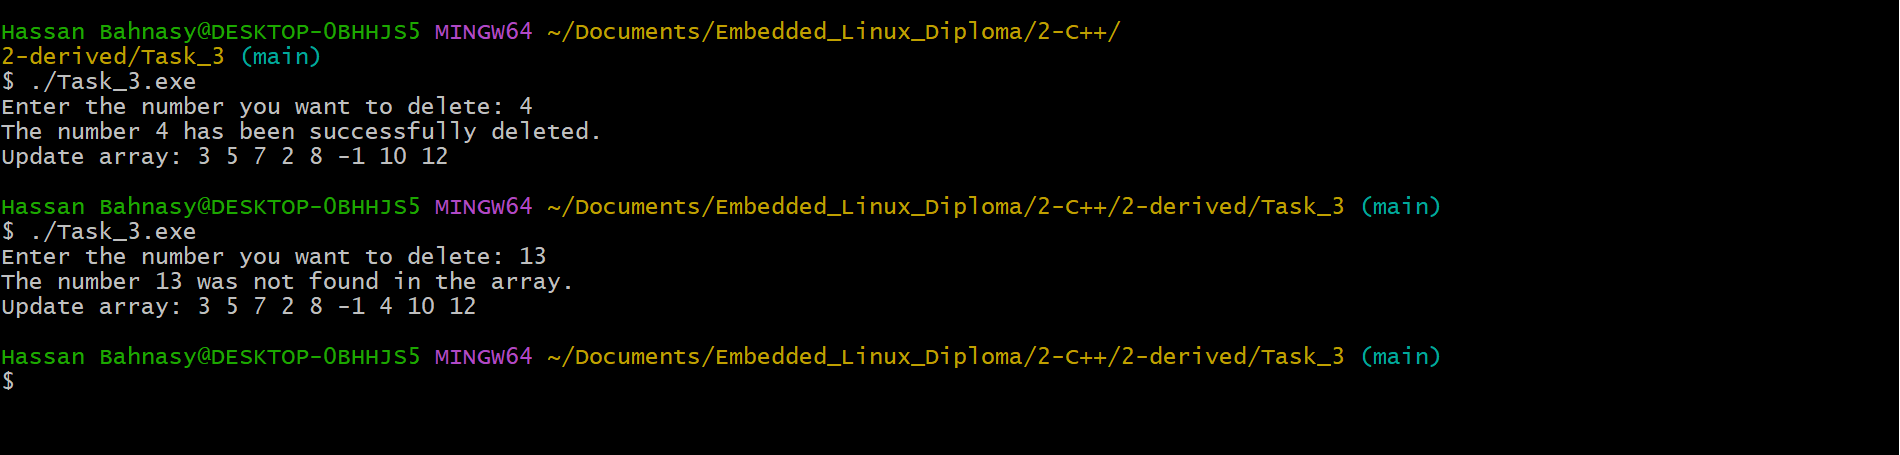 Hassan Bahnasy@DESKTOP-0BHHJS5 MINGW64 ~/Documents/Embedded_Linux_Diploma/2-C++/
2-derived/Task_3 (main)
$ ./Task_3.exe
Enter the number you want to delete: 4
The number 4 has been successfully deleted.
Update array: 3 5 7 2 8 -1 10 12
Hassan Bahnasy@DESKTOP-0BHHJS5 MINGW64 ~/Documents/Embedded_Linux_Diploma/2-C++/2-derived/Task_3 (main)
$ ./Task_3.exe
Enter the number you want to delete: 13
The number 13 was not found in the array.
Update array: 3 5 7 2 8 -1 4 10 12
Hassan Bahnasy@DESKTOP-0BHHJS5 MINGW64 ~/Documents/Embedded_Linux_Diploma/2-C++/2-derived/Task_3 (main)
$